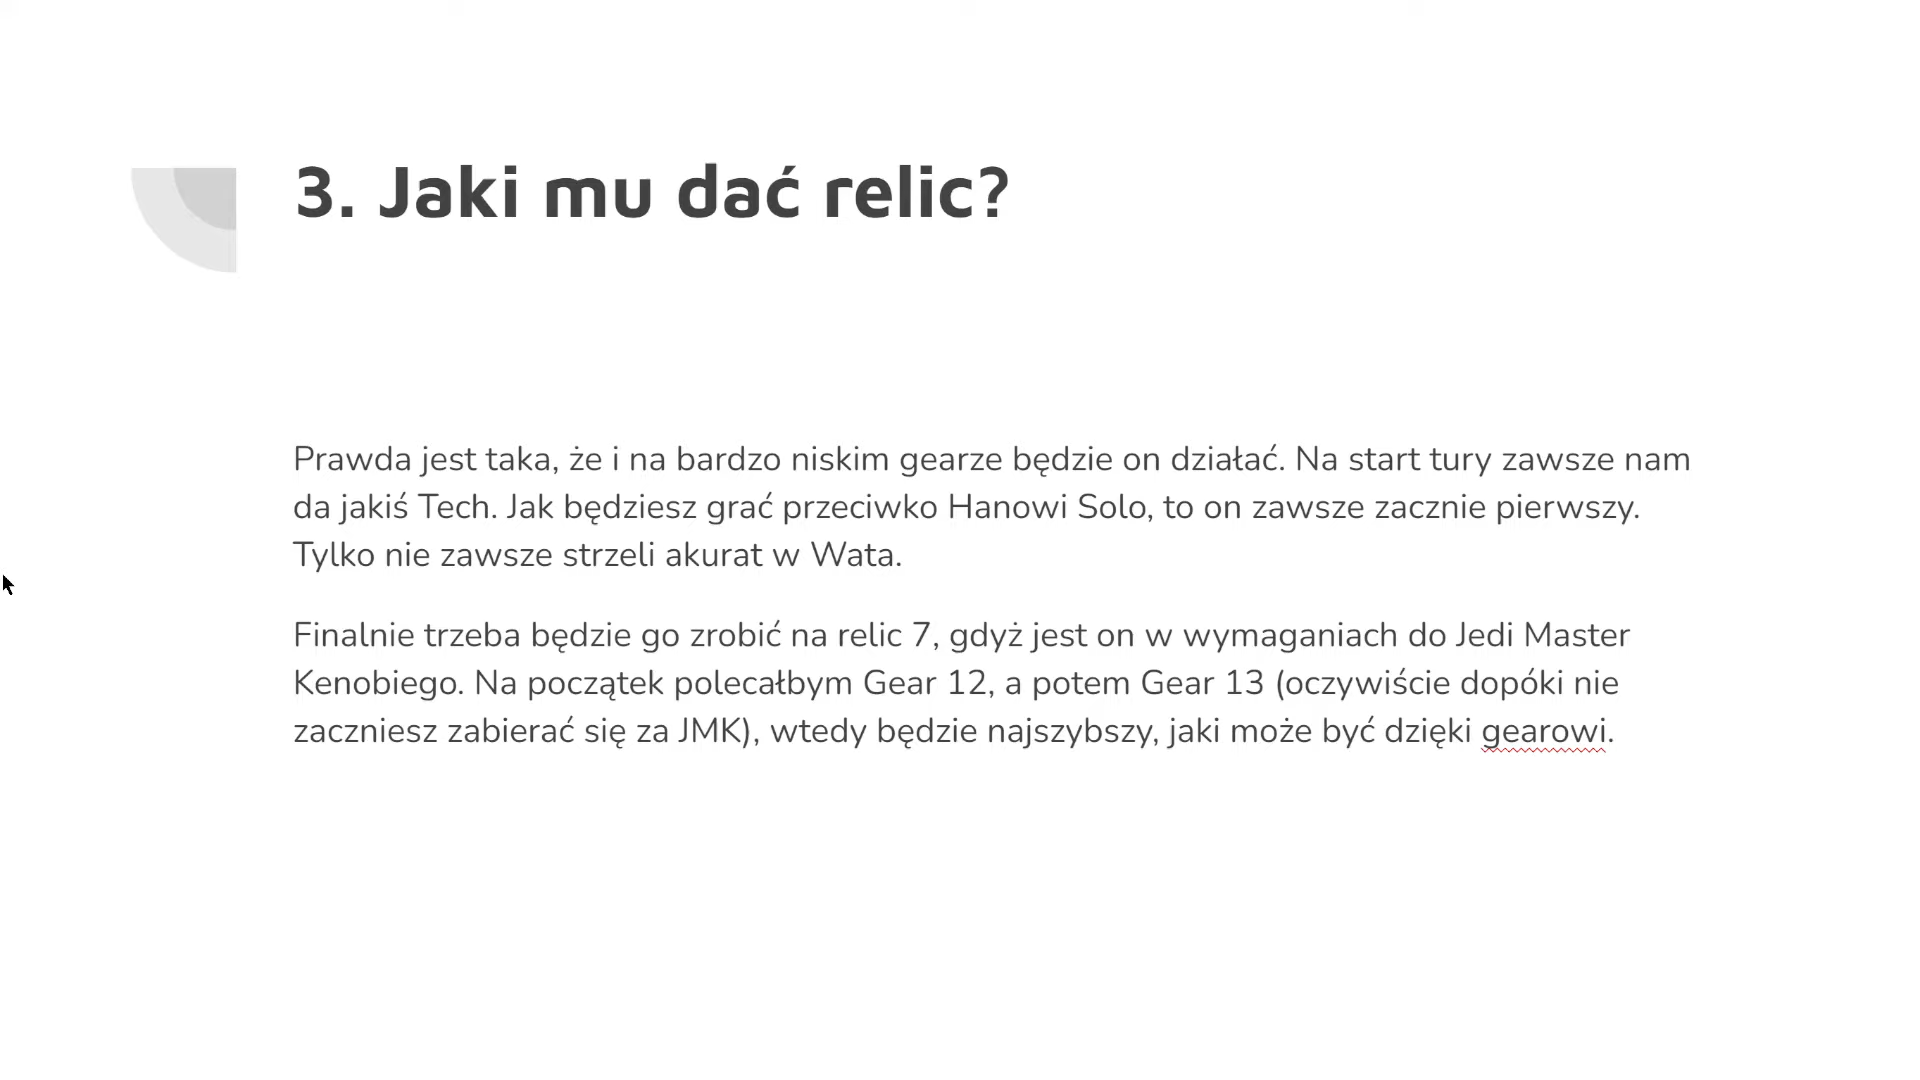 3. Jaki mu dać relic?
Prawda jest taka, że i na bardzo niskim gearze będzie on działać. Na start tury zawsze nam
da jakiś Tech. Jak będziesz grać przeciwko Hanowi Solo, to on zawsze zacznie pierwszy.
Tylko nie zawsze strzeli akurat w Wata.
Finalnie trzeba będzie go zrobić na relic 7, gdyż jest on w wymaganiach do Jedi Master
Kenobiego. Na początek polecałbym Gear 12, a potem Gear 13 (oczywiście dopóki nie
zaczniesz zabierać się za JMK), wtedy będzie najszybszy, jaki może być dzięki gearowi.